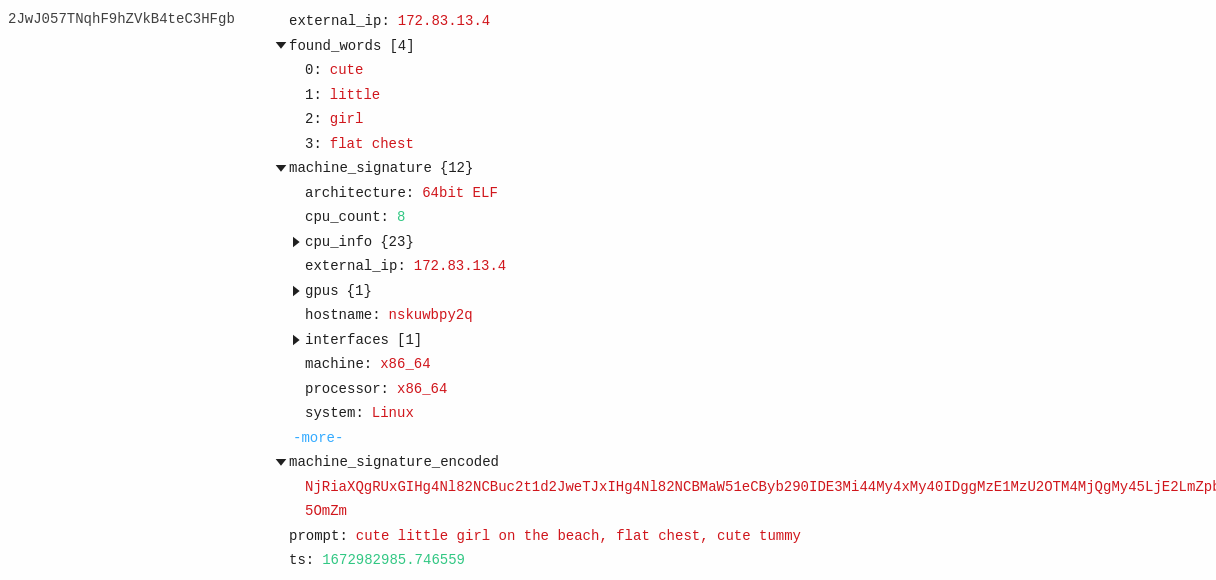 2JwJ057TNqhF9hZVkB4teC3HFgb
external_ip: 172.83.13.4
found_words [4]
0: cute
1: little
2: girl
3: flat chest
machine_signature {12}
architecture: 64bit ELF
cpu_count: 8
cpu_info {23}
external_ip: 172.83.13.4
gpus {1}
hostname: nskuwbpy2q
interfaces [1]
machine: x86_64
processor: x86_64
system: Linux
-more-
machine_signature_encoded
NjRiaXQgRUxGIHg4Nl82NCBuc2t1d2JweTJxIHg4Nl82NCBMaW51eCByb290IDE3Mi44My4xMy40IDggMzE1MzU2OTM4MjQgMy45LjE2LmZpb
5OmZm
prompt: cute little girl on the beach, flat chest, cute tummy
ts: 1672982985.746559